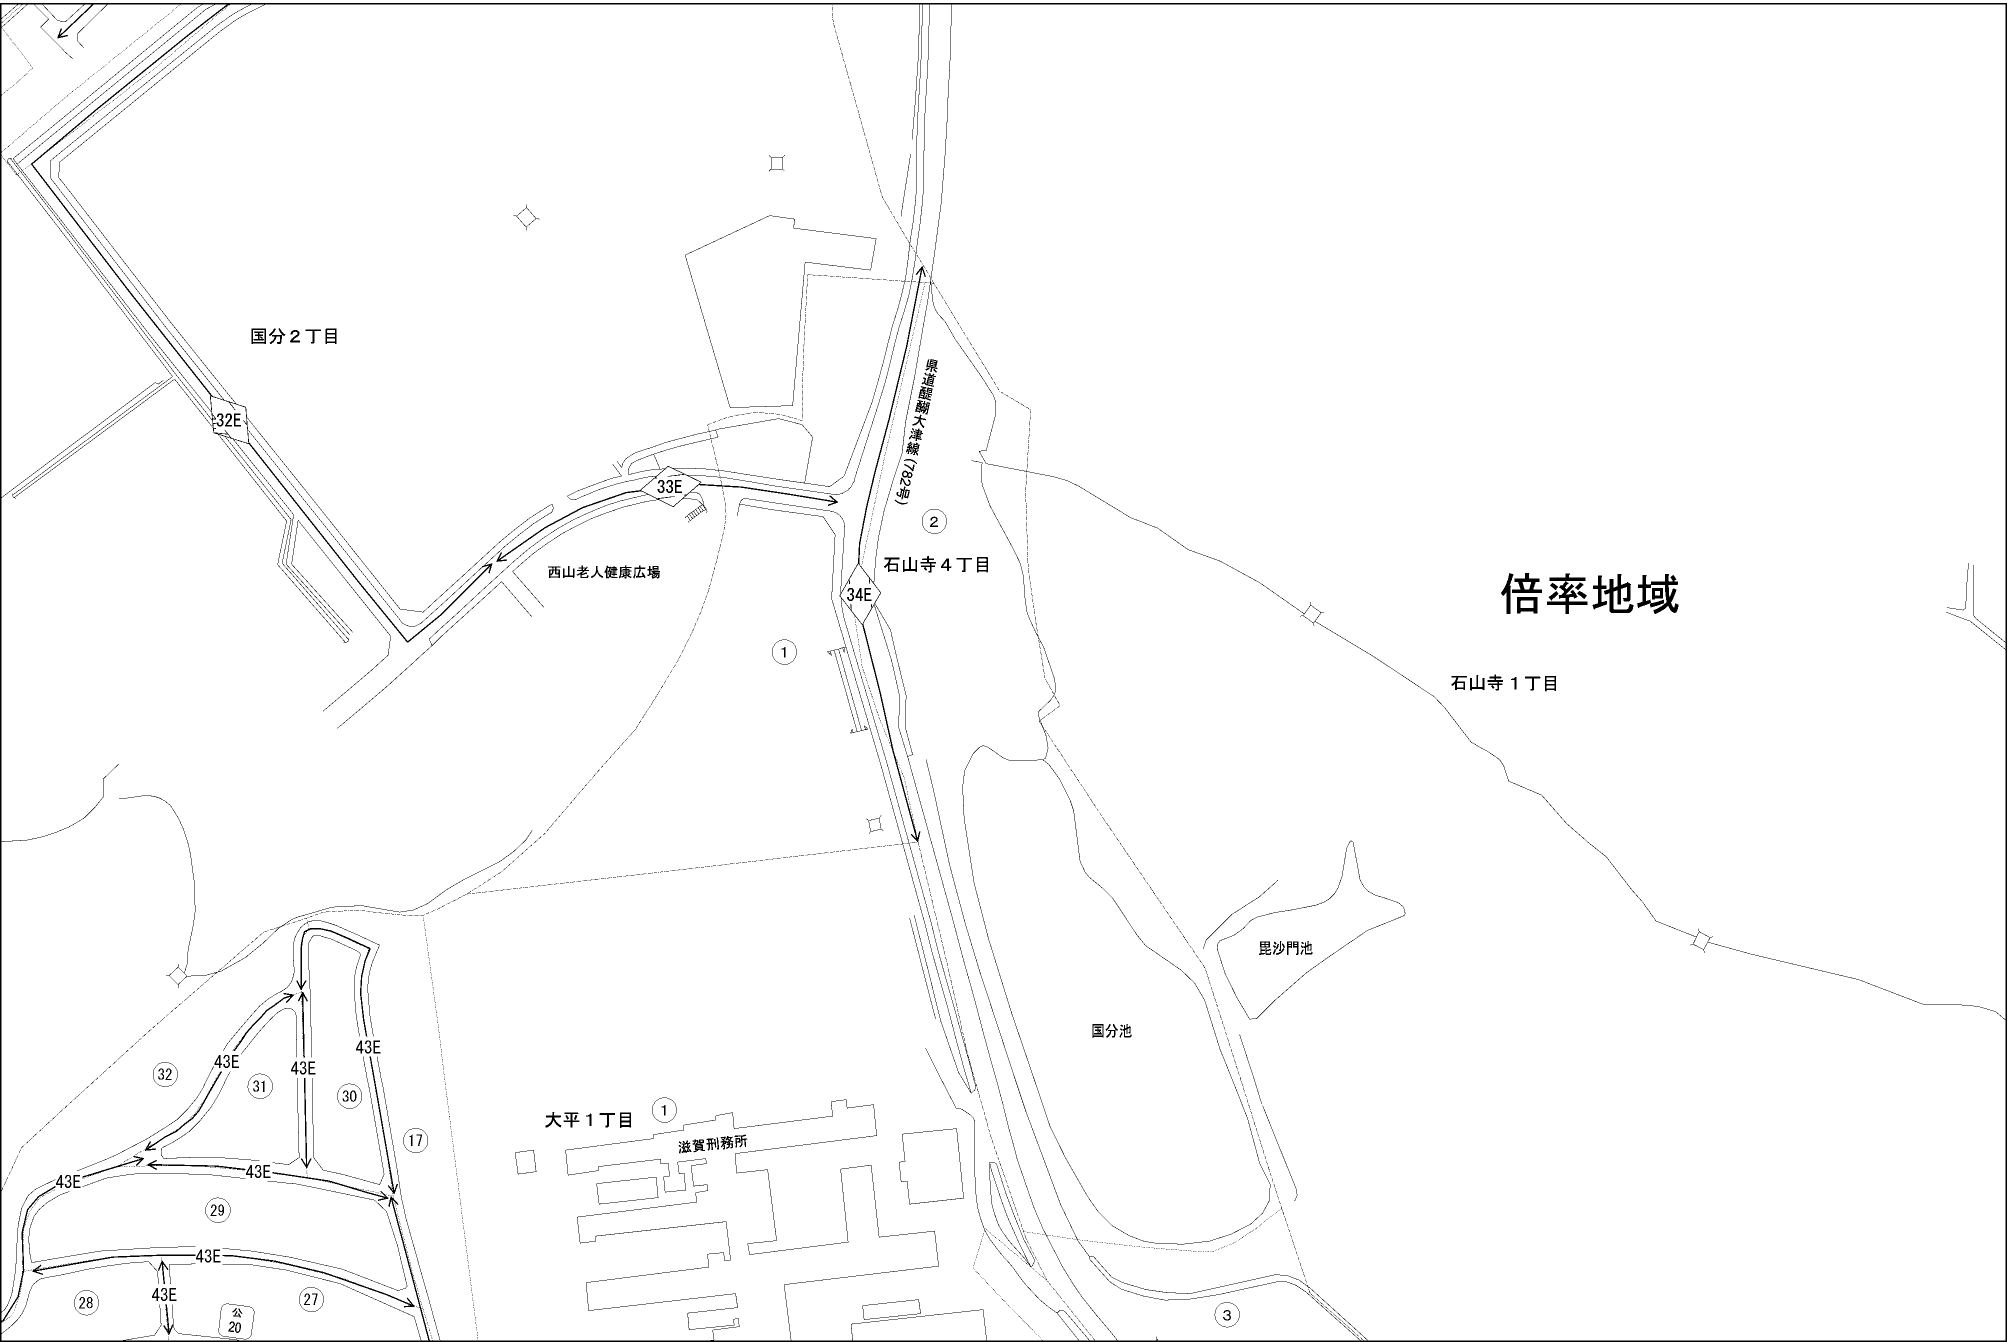 国分２丁目
県道醍醐大津線(782号)
32E
33E
②
西山老人健康広場
石山寺４丁目
34E
倍率地域
①
石山寺１丁目
毘沙門池
国分池
43E
43E
43E
32
31
30
大平１丁目
①
滋賀刑務所
17
43E
43E
29
43E
43E
28
27
公
20
③